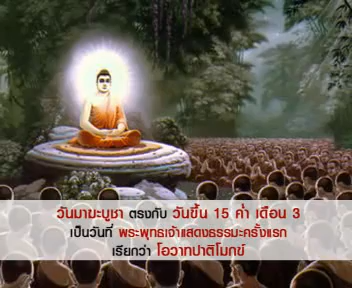 วันมาฆะบูชา ตรงกับ วันขึ้น 15 ค่ำ เดือน 3
เป็นวันที่ พระพุทธเจ้าแสดงธรรมะครั้งแรก
เรียกว่า โอวาทปาติโมกข์